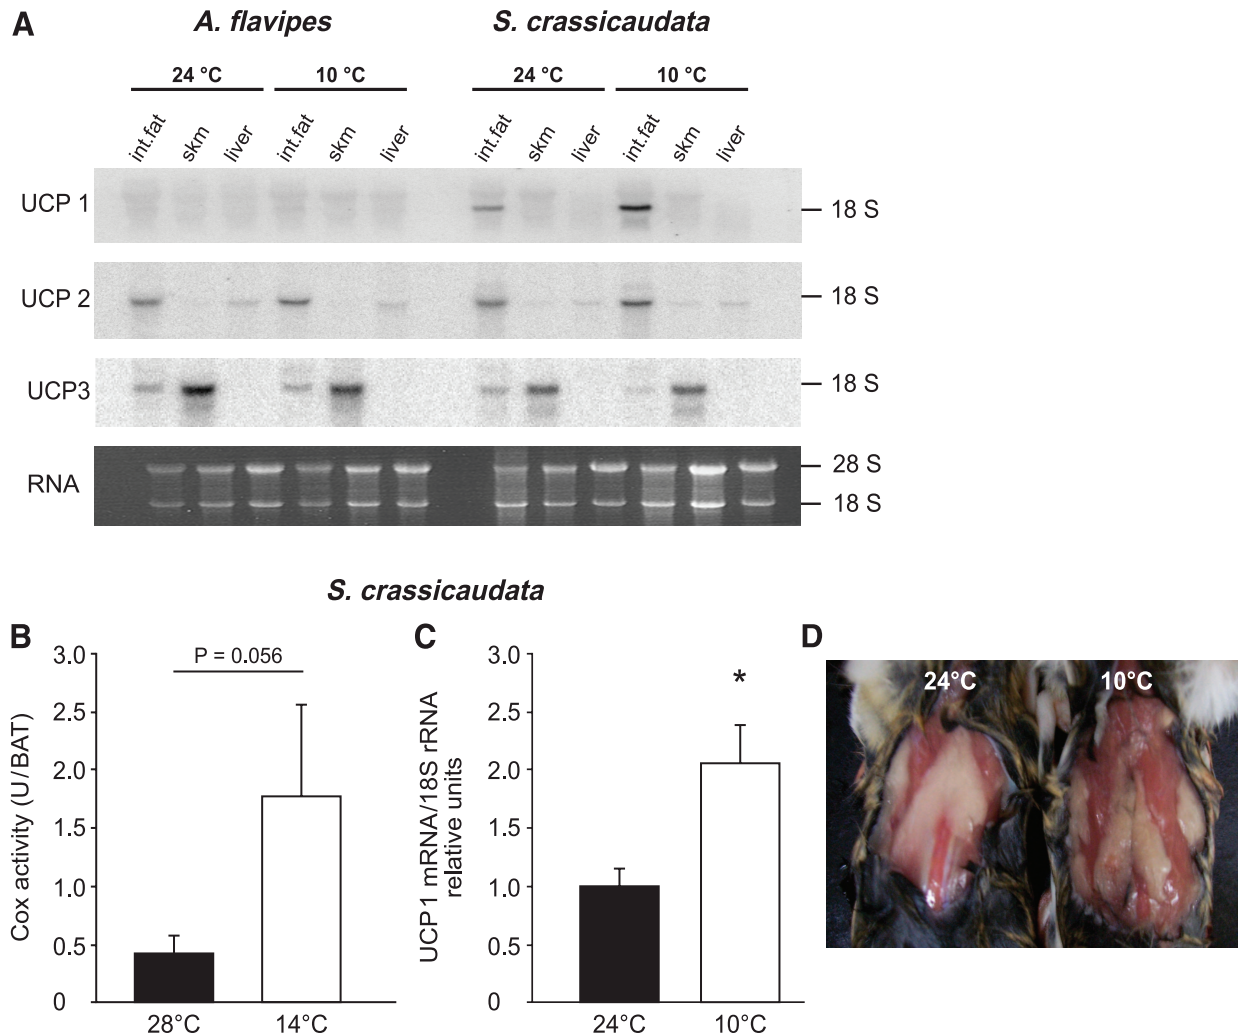 A
A. flavipes S. crassicaudata
24 °C 10 °C 24 °C 10 °C
int.fat skm liver int.fat skm liver int.fat skm liver int.fat skm liver
UCP 1 18 S
UCP 2 18 S
UCP3 18 S
RNA 28 S
18 S
S. crassicaudata
B
P = 0.056
Cox activity (U/BAT)
3.0
2.5
2.0
1.5
1.0
0.5
0
28°C 14°C
C
*
UCP1 mRNA/18S rRNA
relative units
3.0
2.5
2.0
1.5
1.0
0.5
0
24°C 10°C
D
24°C 10°C